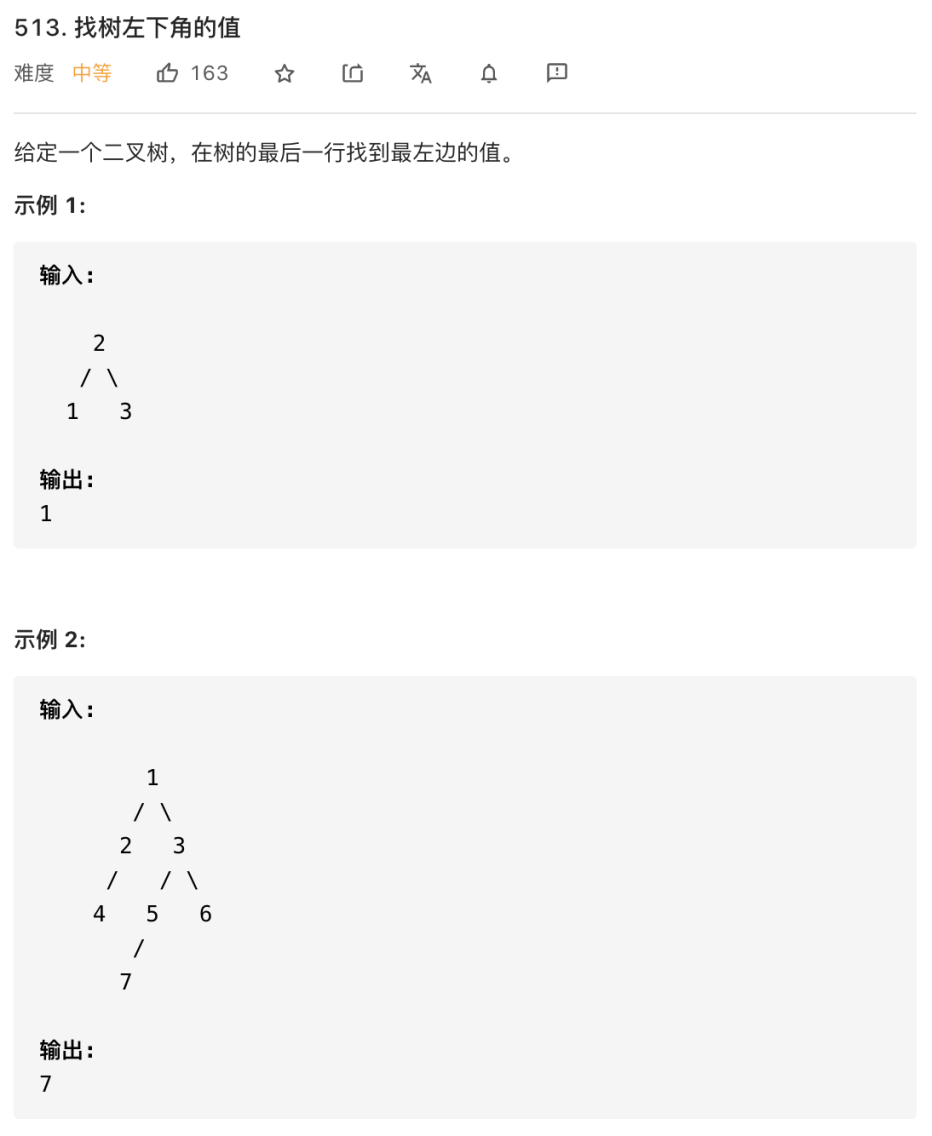 513. 找树左下角的值
难度 中等 163
给定一个二叉树，在树的最后一行找到最左边的值。
示例 1:
输入:
2
/ \
1 3
输出:
1
示例 2:
输入:
1
/ \
2 3
/ / \
4 5 6
/
7
输出:
7